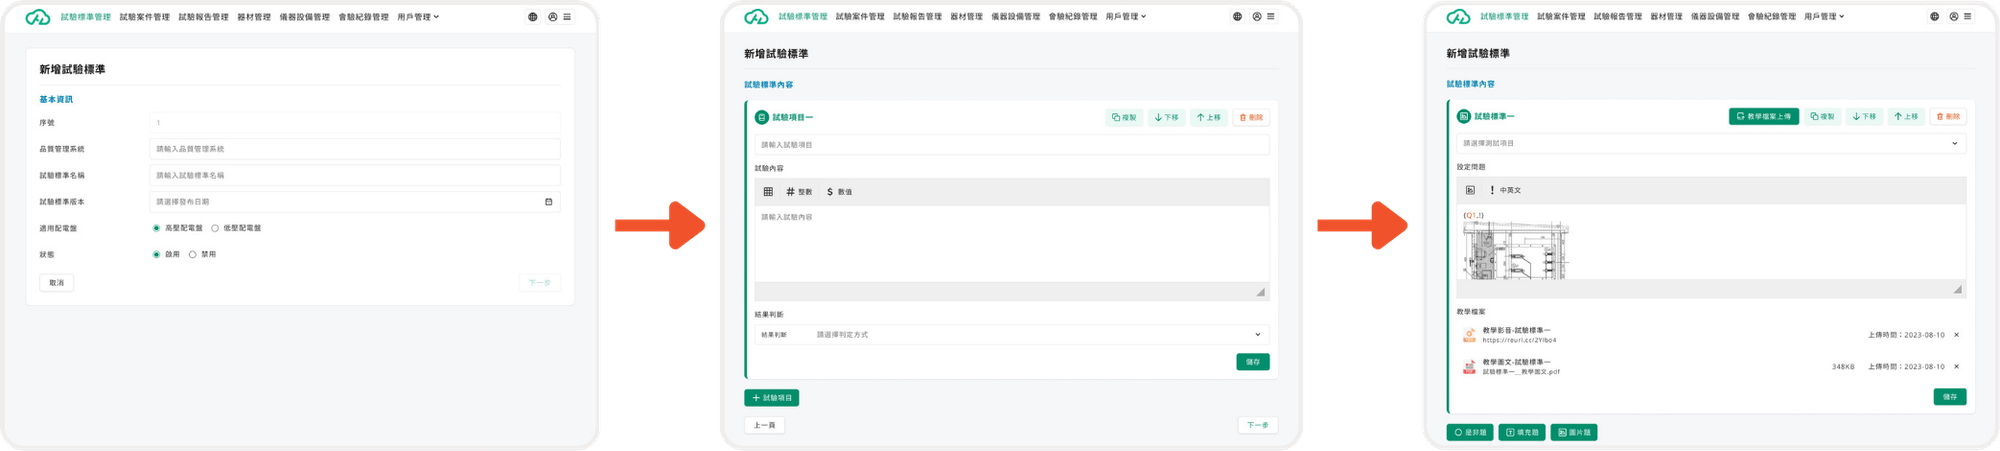 試驗標準管理 試驗案件管理 試驗報告管理 器材管理 儀器設備管理 會驗紀錄管理 用戶管理
新增試驗標準
基本資訊
序號 1
品質管理系統 請輸入品質管理系統
試驗標準名稱 請輸入試驗標準名稱
試驗標準版本 請選擇發布日期
適用配電盤 高壓配電盤 低壓配電盤
狀態 啟用 禁用
取消 下一步
試驗標準管理 試驗案件管理 試驗報告管理 器材管理 儀器設備管理 會驗紀錄管理 用戶管理
新增試驗標準
試驗標準內容
試驗項目一 複製 下移 上移 刪除
請輸入試驗項目
試驗內容
# 整數 $ 數值
請輸入試驗內容
結果判斷
結果判斷 請選擇判定方式
儲存
+ 試驗項目
上一頁 下一步
試驗標準管理 試驗案件管理 試驗報告管理 器材管理 儀器設備管理 會驗紀錄管理 用戶管理
新增試驗標準
試驗標準內容
試驗標準一 教學檔案上傳 複製 下移 上移 刪除
請選擇測試項目
設定問題
! 中英文
(Q1_!)
教學檔案
教學影音-試驗標準一
https://reurl.cc/2Ylbo4 上傳時間：2023-08-10 ×
教學圖文-試驗標準一
試驗標準一__教學圖文.pdf 348KB 上傳時間：2023-08-10 ×
儲存
是非題 填充題 圖片題